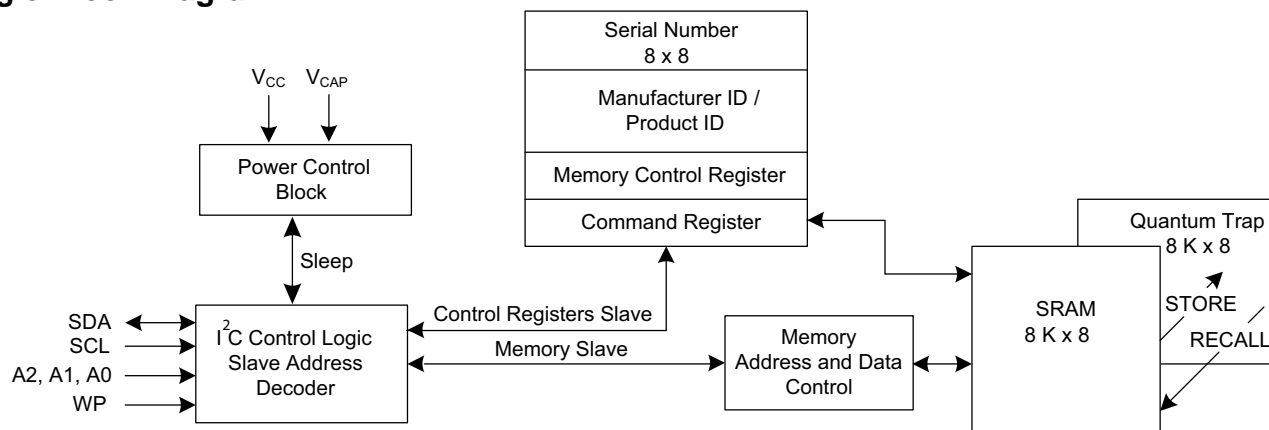 Serial Number
8 x 8
Manufacturer ID /
Product ID
Memory Control Register
Command Register
VCC VCAP
Power Control
Block
Sleep
Quantum Trap
8 K x 8
SRAM
8 K x 8
STORE
RECALL
SDA
SCL
A2, A1, A0
WP
I2C Control Logic
Slave Address
Decoder
Control Registers Slave
Memory Slave
Memory
Address and Data
Control